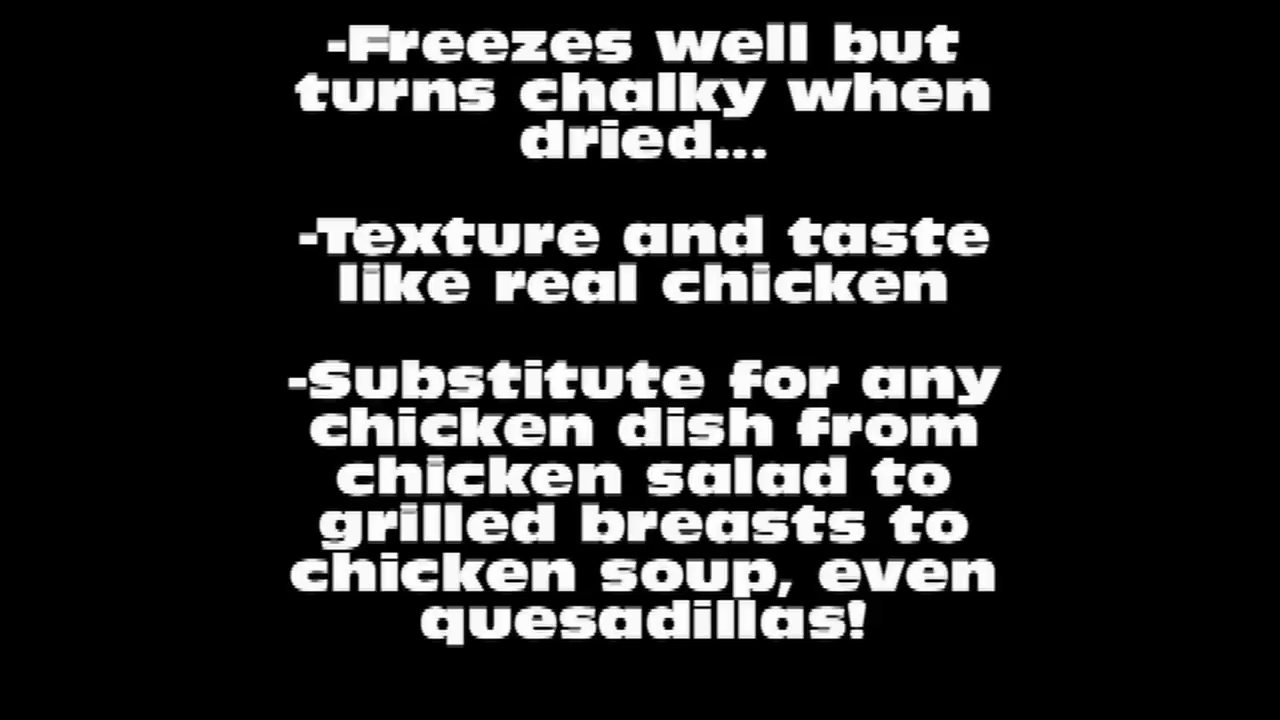 -Freezes well but
turns chalky when
dried...
-Texture and taste
like real chicken
-Substitute for any
chicken dish from
chicken salad to
grilled breasts to
chicken soup, even
quesadillas!